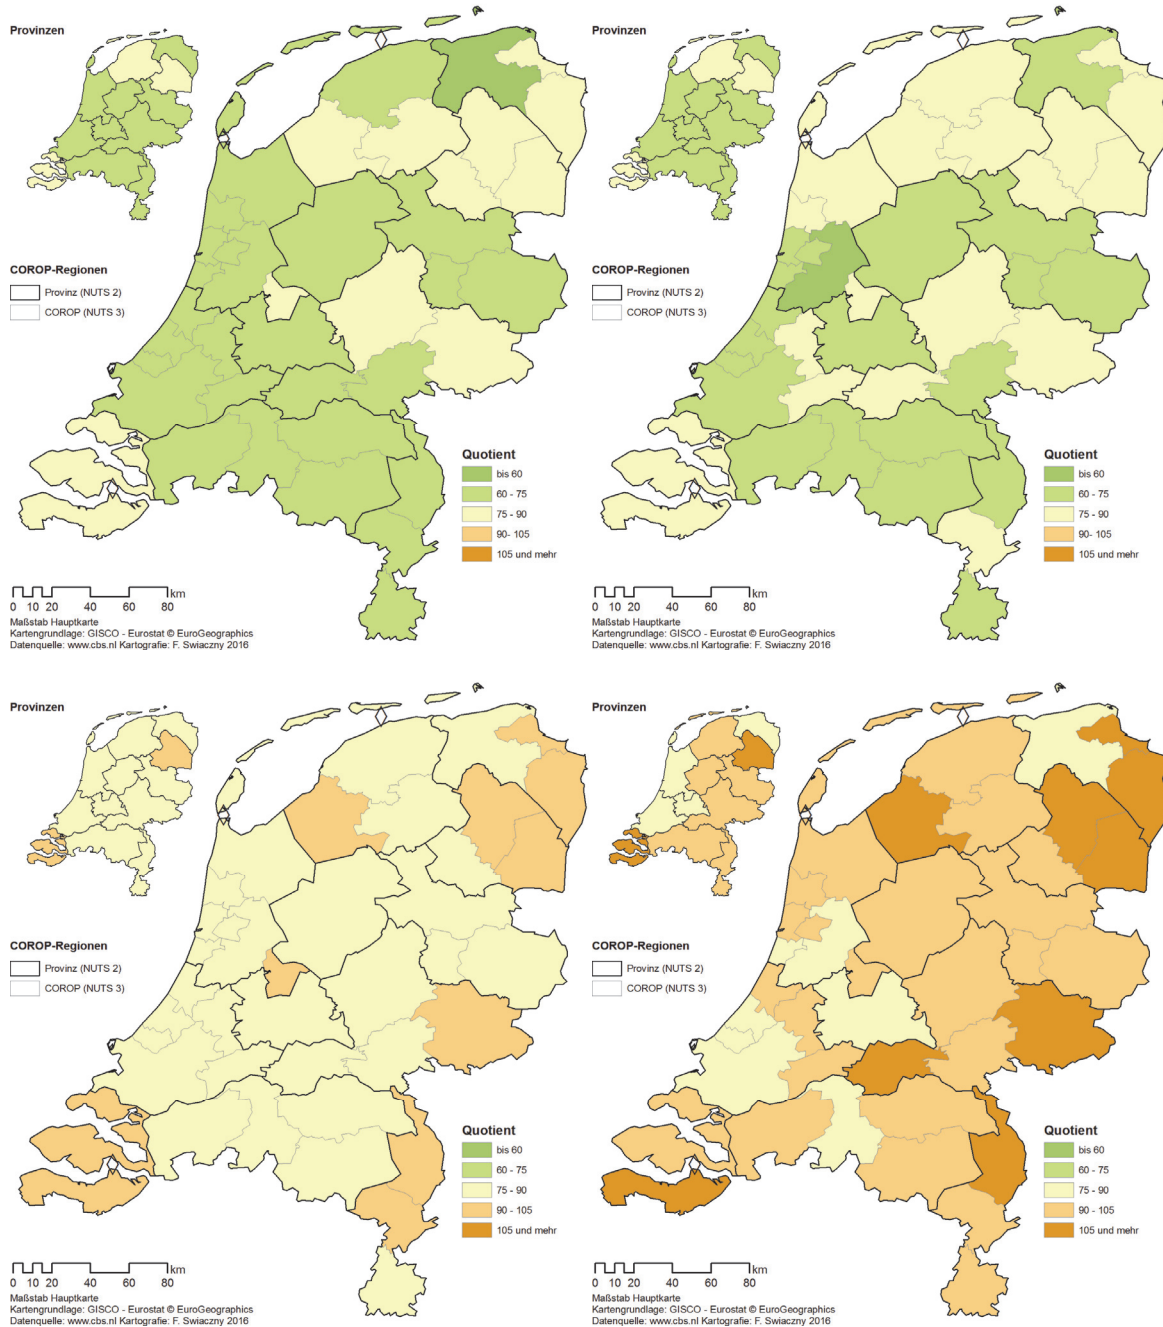 Provinzen
COROP-Regionen
Provinz (NUTS 2)
COROP (NUTS 3)
Quotient
bis 60
60 - 75
75 - 90
90- 105
105 und mehr
km
0 10 20 40 60 80
Maßstab Hauptkarte
Kartengrundlage: GISCO - Eurostat © EuroGeographics
Datenquelle: www.cbs.nl Kartografie: F. Swiaczny 2016
Provinzen
COROP-Regionen
Provinz (NUTS 2)
COROP (NUTS 3)
Quotient
bis 60
60 - 75
75 - 90
90- 105
105 und mehr
km
0 10 20 40 60 80
Maßstab Hauptkarte
Kartengrundlage: GISCO - Eurostat © EuroGeographics
Datenquelle: www.cbs.nl Kartografie: F. Swiaczny 2016
Provinzen
COROP-Regionen
Provinz (NUTS 2)
COROP (NUTS 3)
Quotient
bis 60
60 - 75
75 - 90
90 - 105
105 und mehr
km
0 10 20 40 60 80
Maßstab Hauptkarte
Kartengrundlage: GISCO - Eurostat © EuroGeographics
Datenquelle: www.cbs.nl Kartografie: F. Swiaczny 2016
Provinzen
COROP-Regionen
Provinz (NUTS 2)
COROP (NUTS 3)
Quotient
bis 60
60 - 75
75 - 90
90 - 105
105 und mehr
km
0 10 20 40 60 80
Maßstab Hauptkarte
Kartengrundlage: GISCO - Eurostat © EuroGeographics
Datenquelle: www.cbs.nl Kartografie: F. Swiaczny 2016